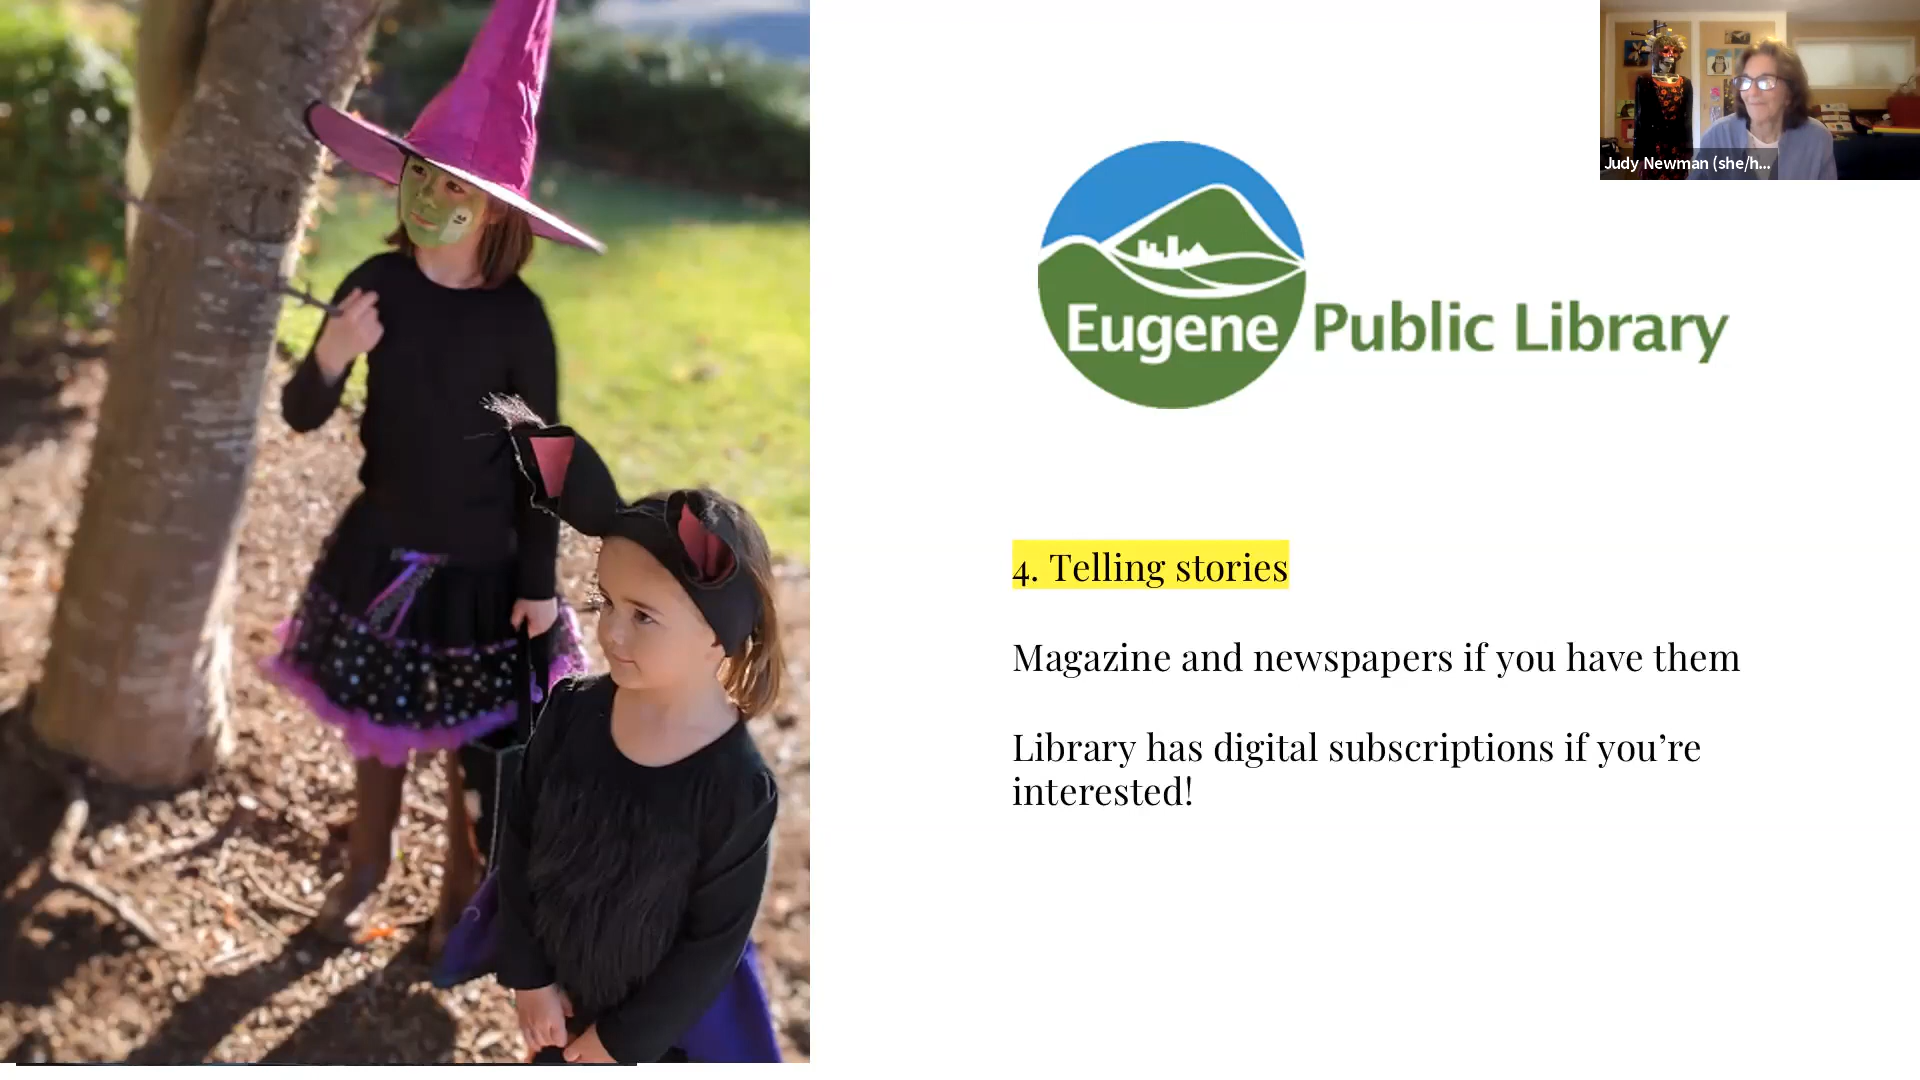 Judy Newman (she/h...
Eugene Public Library
4. Telling stories
Magazine and newspapers if you have them
Library has digital subscriptions if you’re
interested!